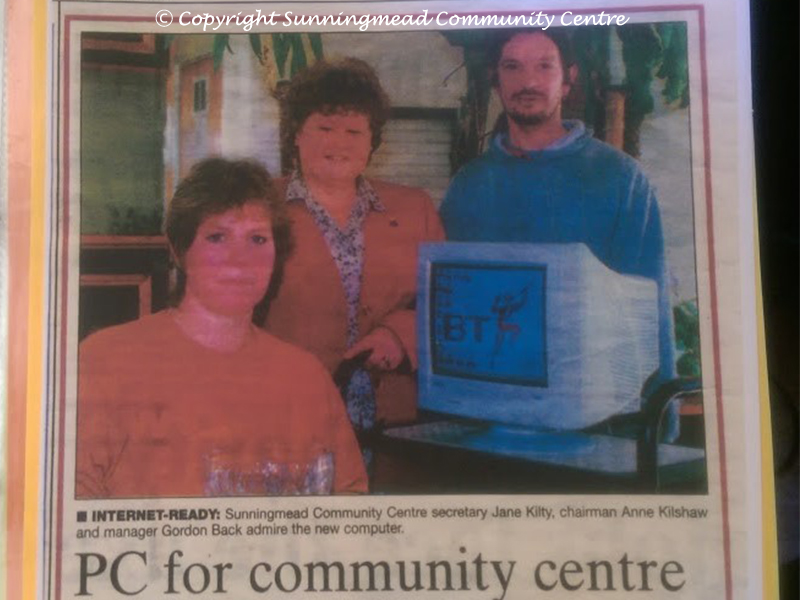 © Copyright Sunningmead Community Centre
BT
■ INTERNET-READY: Sunningmead Community Centre secretary Jane Kilty, chairman Anne Kilshaw
and manager Gordon Back admire the new computer.
PC for community centre